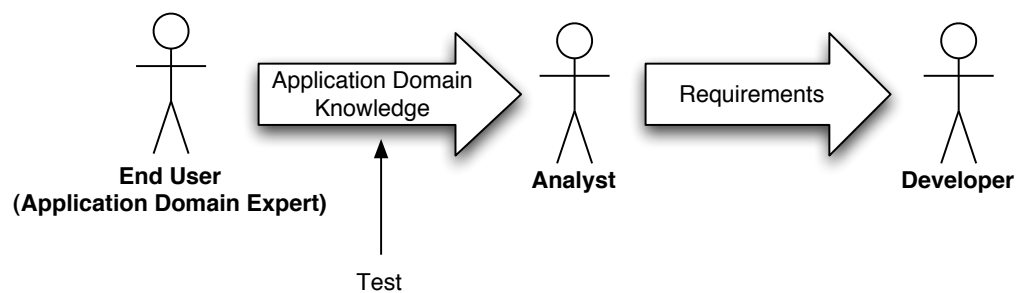 Application Domain
Knowledge
Requirements
End User
(Application Domain Expert)
Analyst
Developer
Test